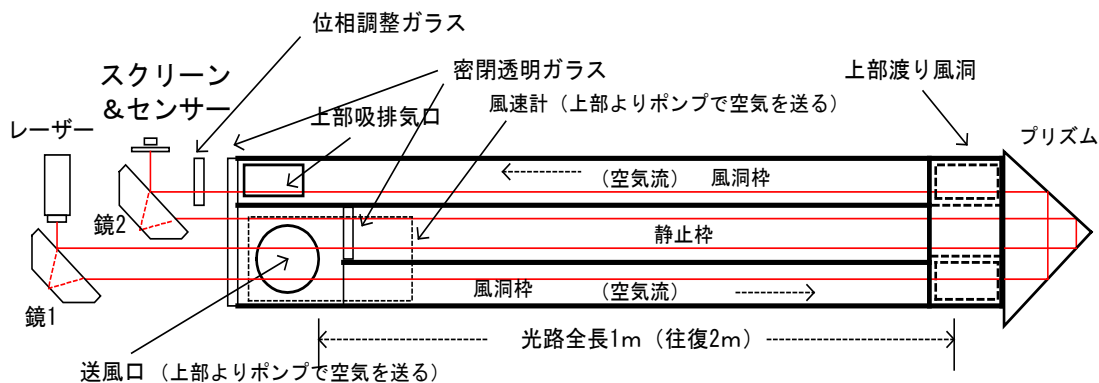 位相調整ガラス
スクリーン
＆センサー
密閉透明ガラス
上部渡り風洞
風速計（上部よりポンプで空気を送る）
上部吸排気口
レーザー
プリズム
（空気流） 風洞枠
鏡2
静止枠
風洞枠 （空気流）
鏡1
光路全長1m（往復2m）
送風口（上部よりポンプで空気を送る）